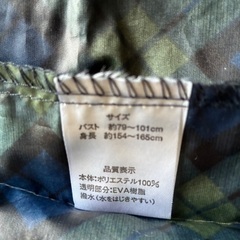 サイズ
バスト 約79〜101cm
身長 約154〜165cm
品質表示
本体:ポリエステル100%
透明部分:EVA樹脂
撥水(水をはじきやすい)